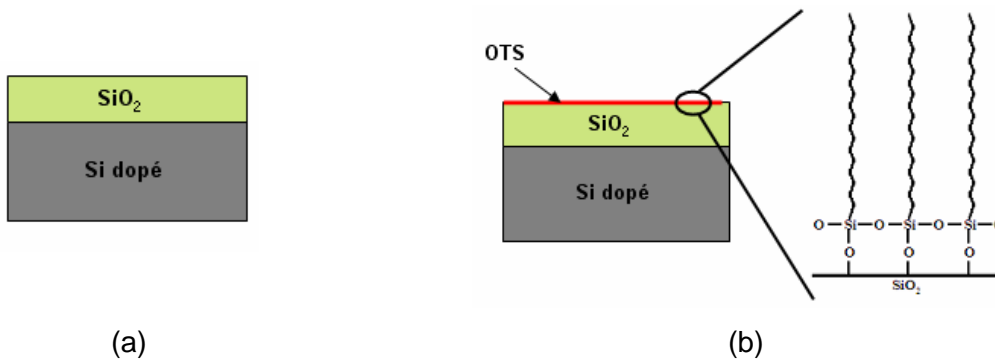 SiO₂
Si dopé
(a)
OTS
SiO₂
Si dopé
O Si O Si O Si O
O O O
SiO₂
(b)